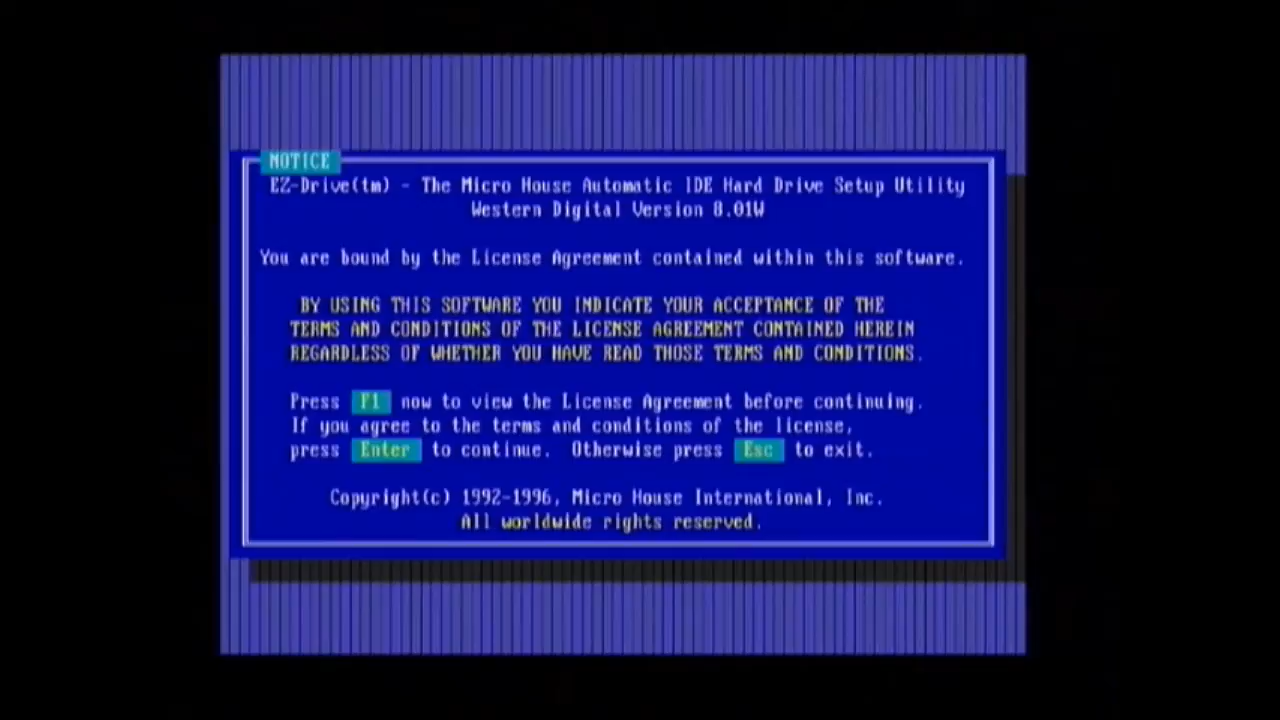 NOTICE
EZ-Drive(tm) - The Micro House Automatic IDE Hard Drive Setup Utility
Western Digital Version 8.01W
You are bound by the License Agreement contained within this software.
BY USING THIS SOFTWARE YOU INDICATE YOUR ACCEPTANCE OF THE
TERMS AND CONDITIONS OF THE LICENSE AGREEMENT CONTAINED HEREIN
REGARDLESS OF WHETHER YOU HAVE READ THOSE TERMS AND CONDITIONS.
Press F1 now to view the License Agreement before continuing.
If you agree to the terms and conditions of the license,
press Enter to continue. Otherwise press Esc to exit.
Copyright(c) 1992-1996, Micro House International, Inc.
All worldwide rights reserved.